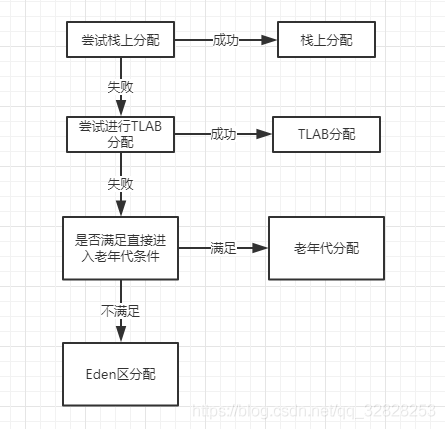 尝试栈上分配
成功
栈上分配
失败
尝试进行TLAB
分配
成功
TLAB分配
失败
是否满足直接进
入老年代条件
满足
老年代分配
不满足
Eden区分配
https://blog.csdn.net/qq_32828253